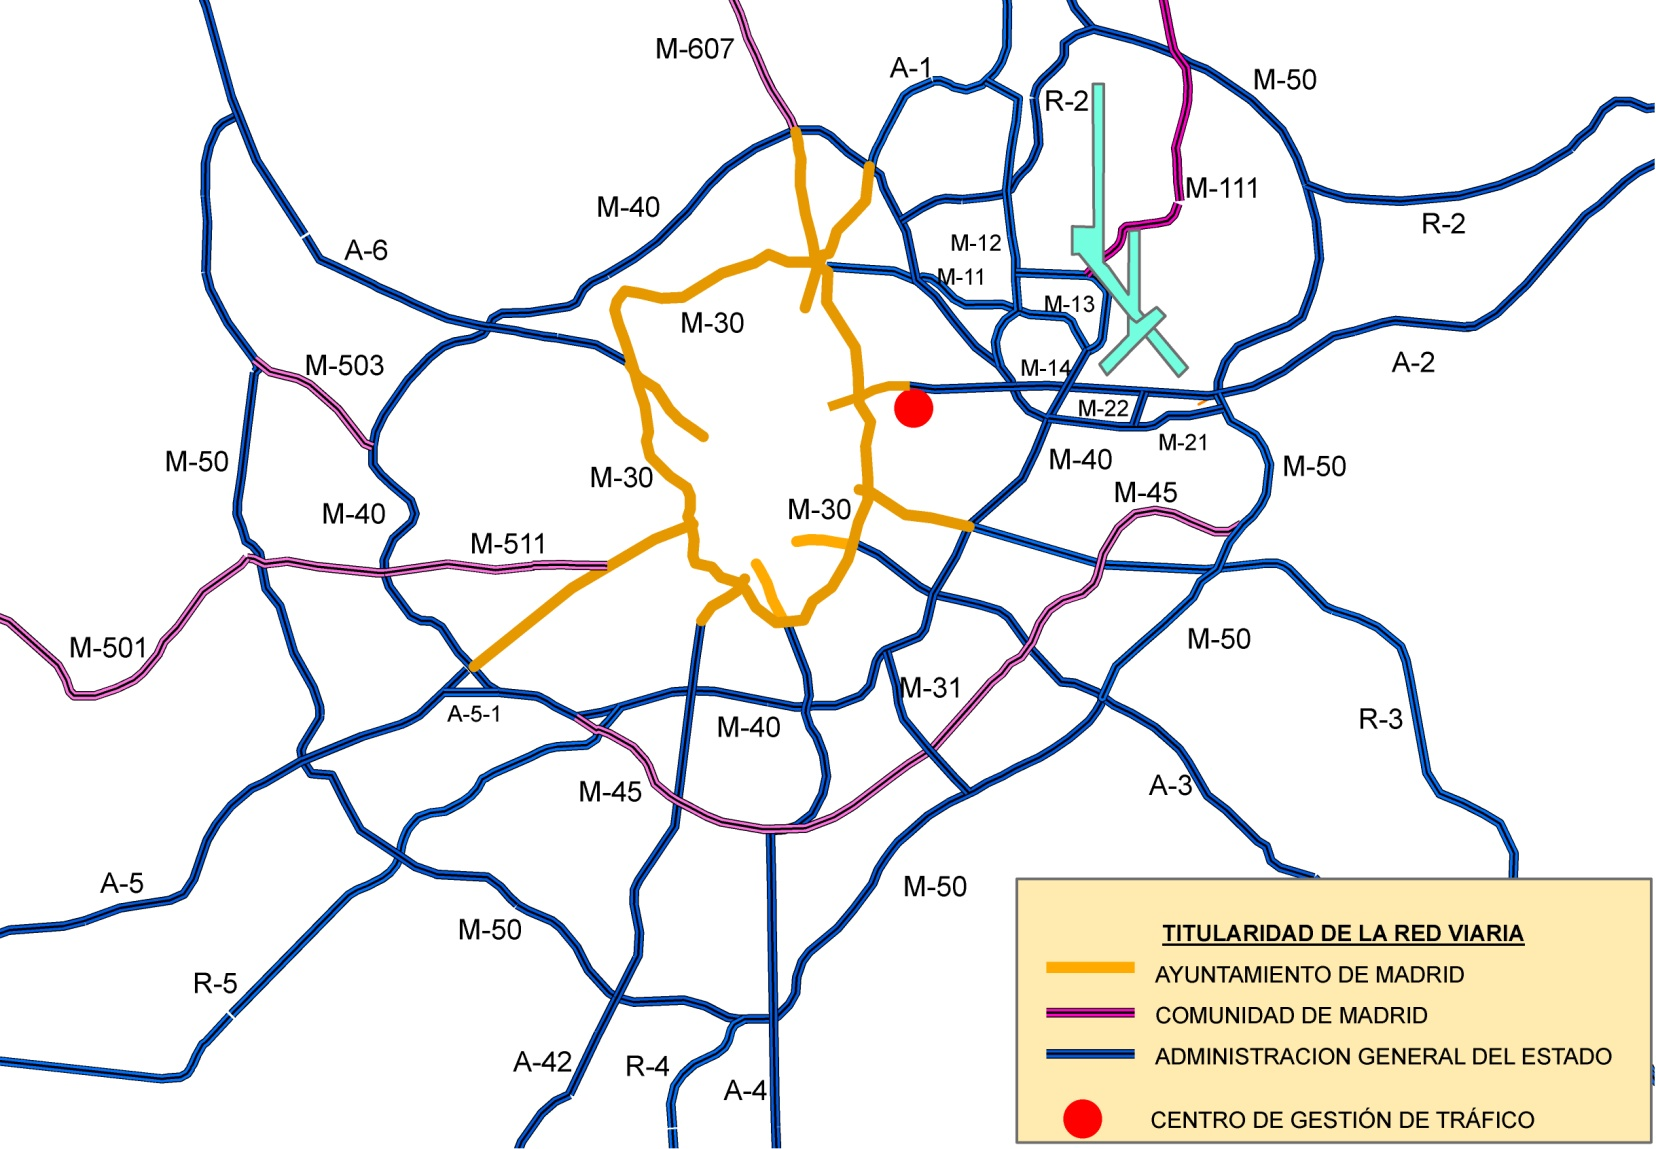 M-607
A-1
R-2
M-50
M-111
M-40
R-2
A-6
M-12
M-11
M-13
M-30
M-503
M-14
A-2
M-22
M-21
M-50
M-40
M-50
M-30
M-45
M-40
M-30
M-511
M-501
M-50
M-31
A-5-1
M-40
R-3
M-45
A-3
A-5
M-50
M-50
R-5
A-42
R-4
A-4
TITULARIDAD DE LA RED VIARIA
AYUNTAMIENTO DE MADRID
COMUNIDAD DE MADRID
ADMINISTRACION GENERAL DEL ESTADO
CENTRO DE GESTIÓN DE TRÁFICO